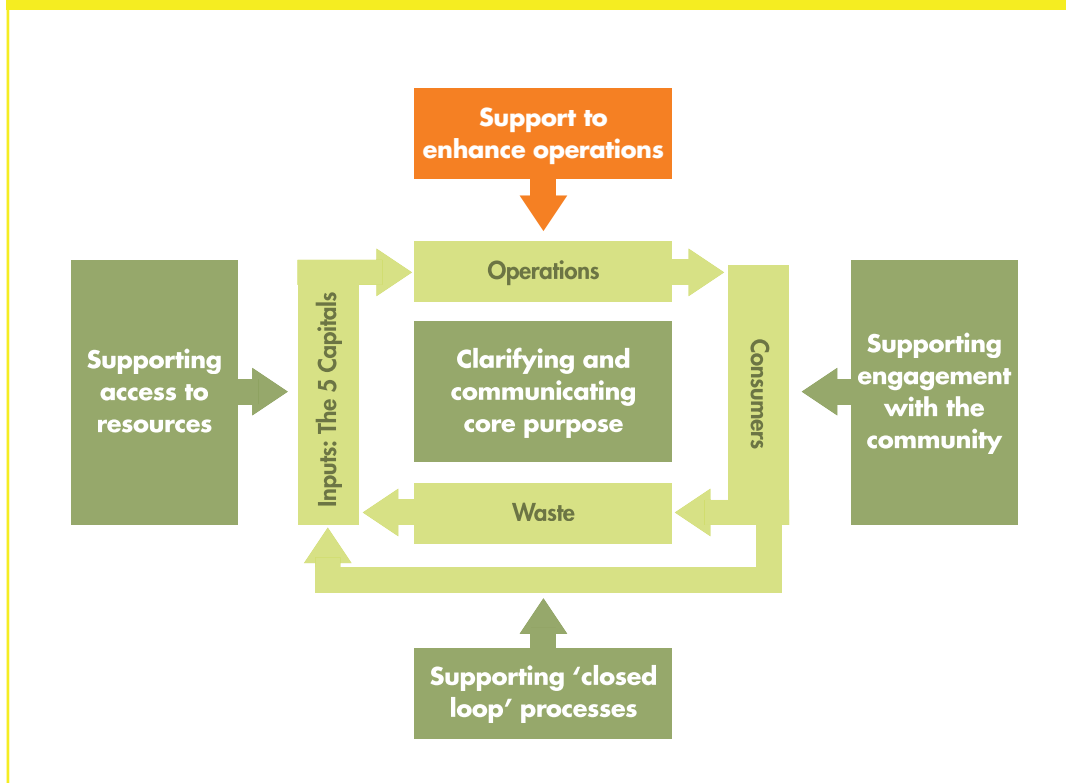 Support to
enhance operations
Operations
Supporting
access to
resources
Inputs: The 5 Capitals
Clarifying and
communicating
core purpose
Consumers
Supporting
engagement
with the
community
Waste
Supporting ‘closed
loop’ processes